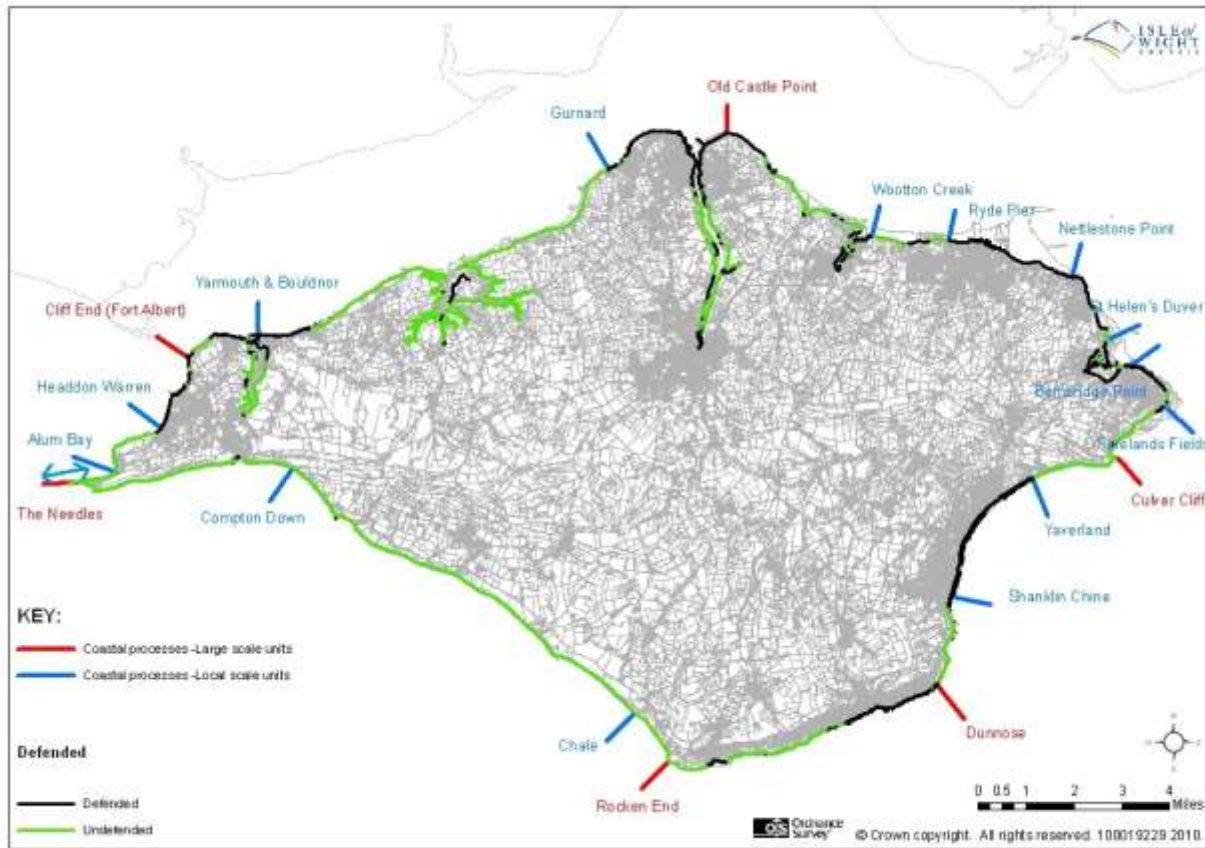 ISLE of
WIGHT
COUNCIL
Old Castle Point
Gurnard
Wootton Creek
Ryde Pier
Nettlestone Point
Yarmouth & Bouldnor
Cliff End (Fort Albert)
St Helen's Duver
Headdon Warren
Bembridge Point
Alum Bay
Forelands Fields
The Needles
Compton Down
Culver Cliff
Yaverland
Shanklin Chine
KEY:
Coastal processes -Large scale units
Coastal processes -Local scale units
Dunnose
Chale
Defended
Rocken End
0 0.5 1 2 3 4
Miles
Defended
Undefended
OS Ordnance
Survey
© Crown copyright. All rights reserved. 100019229 2010.